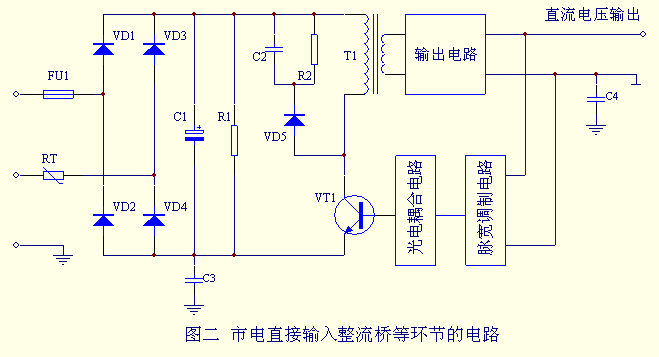 直流电压输出
VD1
VD3
C2
R2
T1
输出电路
FU1
C1
R1
VD5
C4
RT
VD2
VD4
VT1
光电耦合电路
脉宽调制电路
C3
图二 市电直接输入整流桥等环节的电路